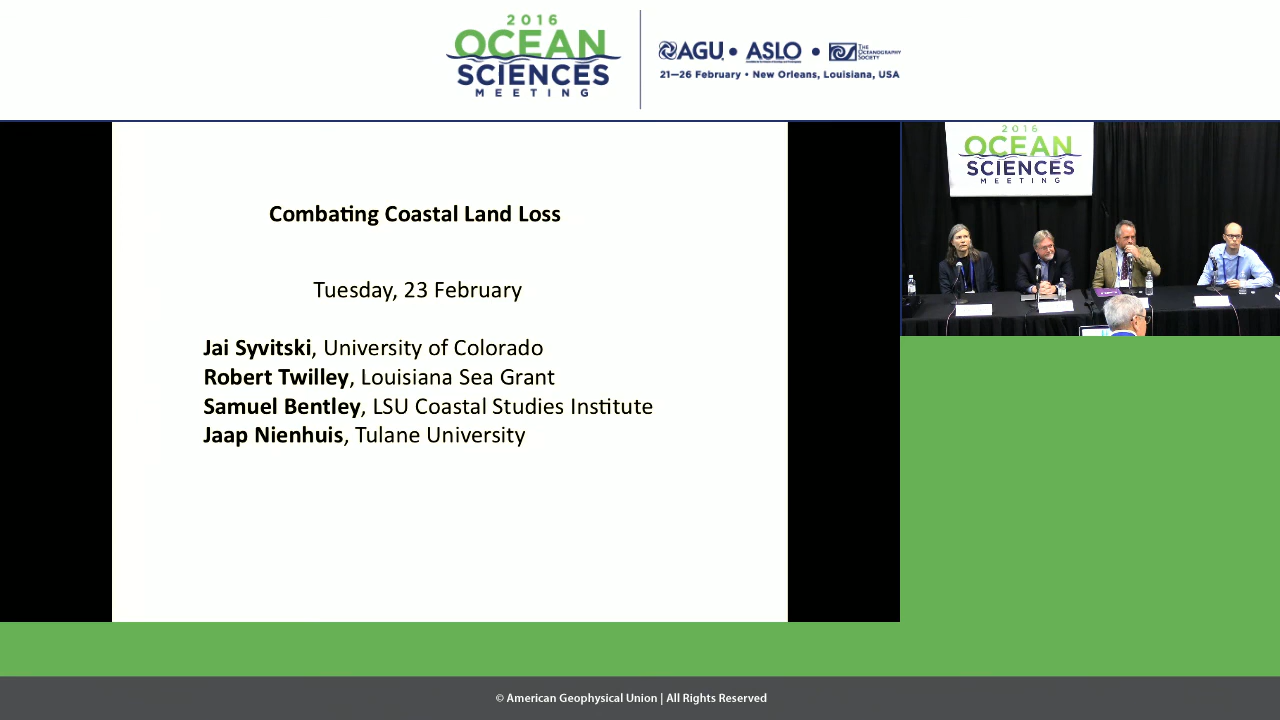 2016
OCEAN
SCIENCES
MEETING
AGU • ASLO • THE OCEANOGRAPHY SOCIETY
21—26 February • New Orleans, Louisiana, USA
2016
OCEAN
SCIENCES
MEETING
Combating Coastal Land Loss
Tuesday, 23 February
Jai Syvitski, University of Colorado
Robert Twilley, Louisiana Sea Grant
Samuel Bentley, LSU Coastal Studies Institute
Jaap Nienhuis, Tulane University
© American Geophysical Union | All Rights Reserved